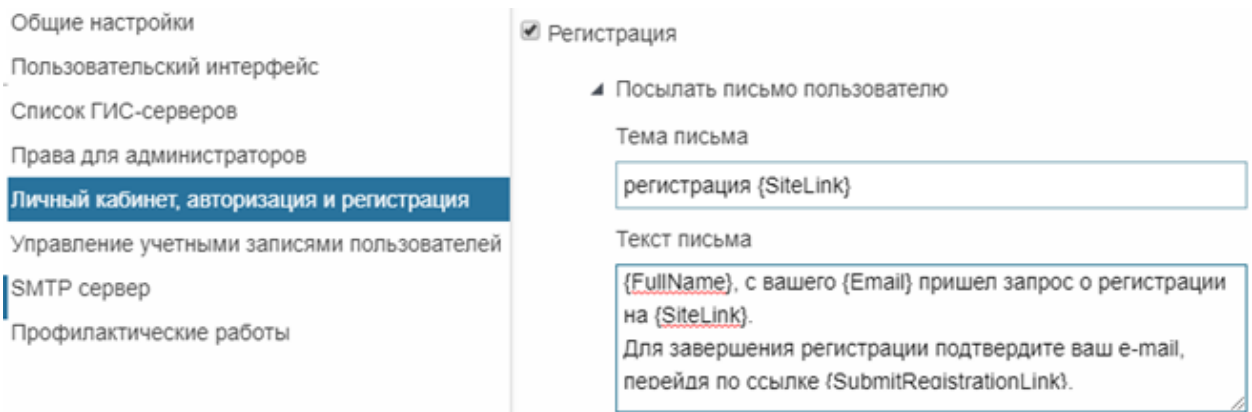 Общие настройки
Пользовательский интерфейс
Список ГИС-серверов
Права для администраторов
Личный кабинет, авторизация и регистрация
Управление учетными записями пользователей
SMTP сервер
Профилактические работы
Регистрация
Посылать письмо пользователю
Тема письма
регистрация {SiteLink}
Текст письма
{FullName}, с вашего {Email} пришел запрос о регистрации
на {SiteLink}.
Для завершения регистрации подтвердите ваш e-mail,
перейдя по ссылке {SubmitRegistrationLink}.